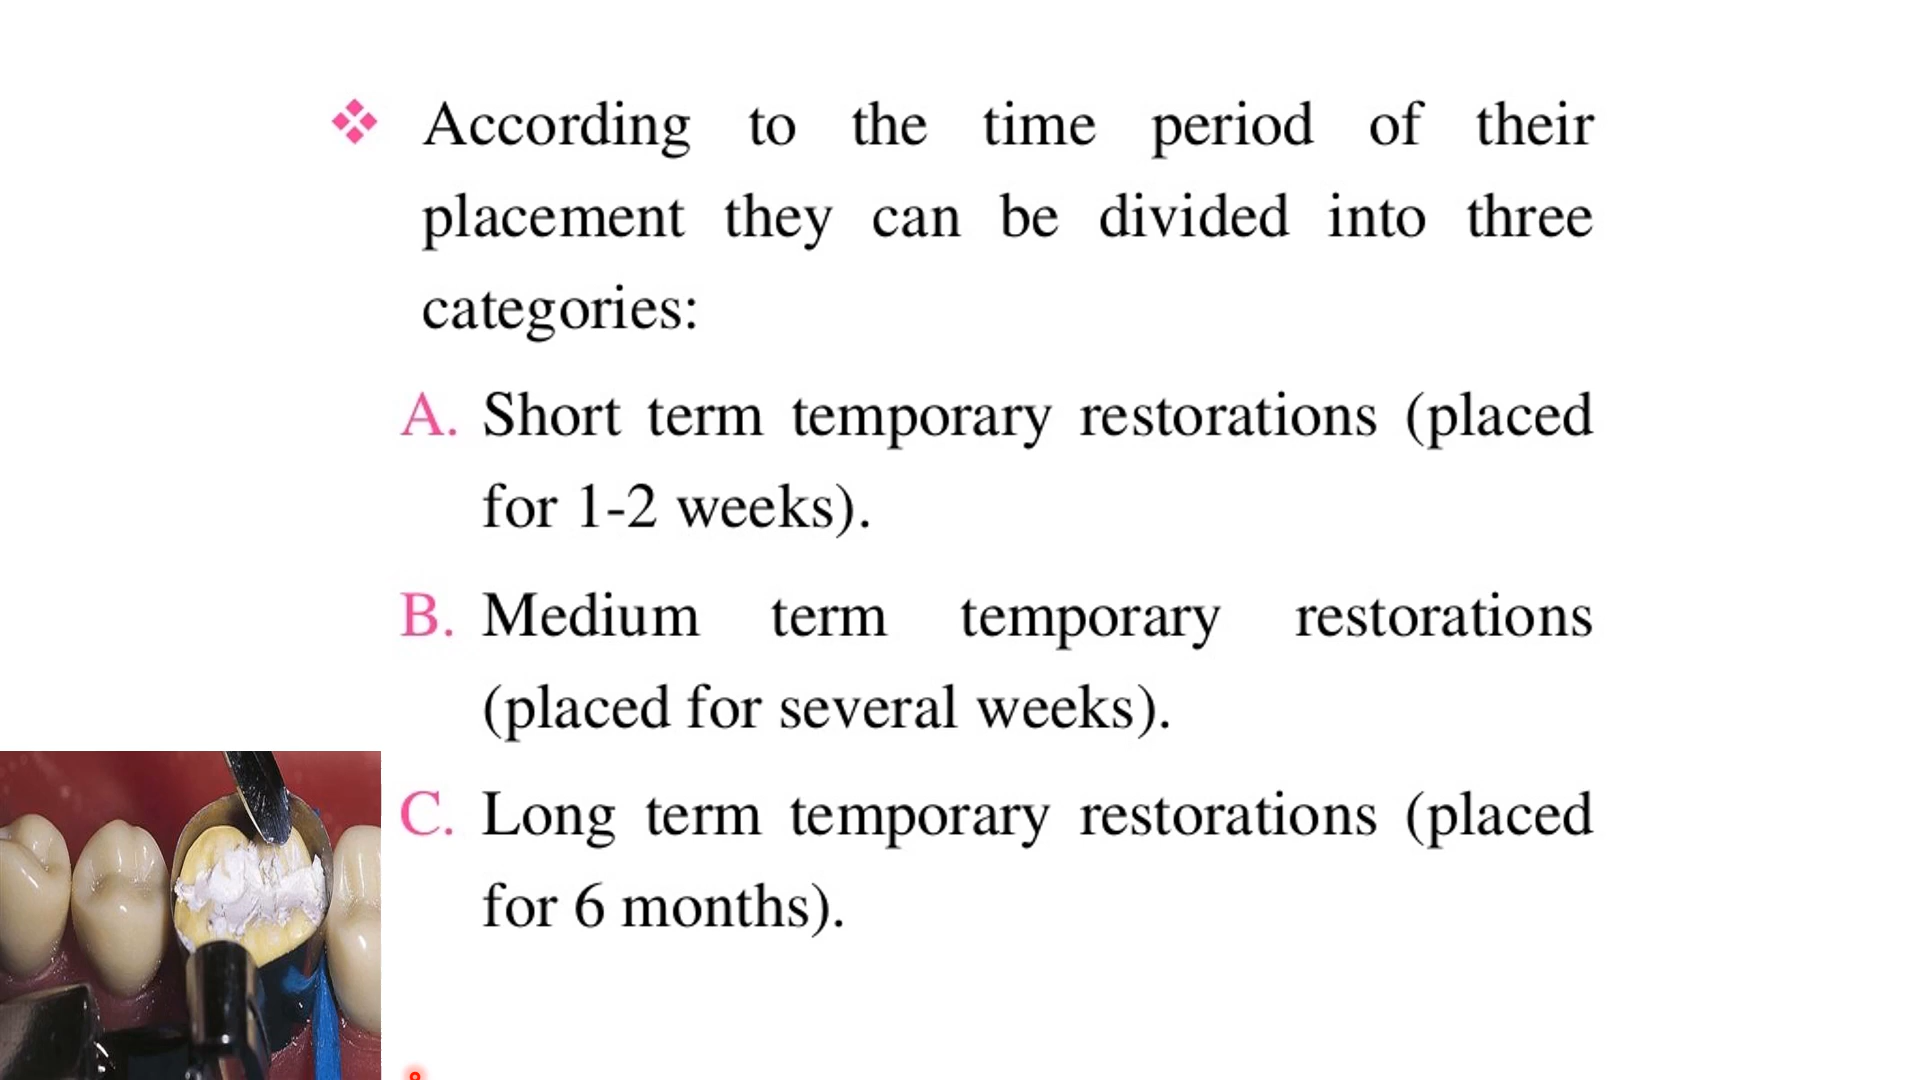 According to the time period of their
placement they can be divided into three
categories:
A. Short term temporary restorations (placed
for 1-2 weeks).
B. Medium term temporary restorations
(placed for several weeks).
C. Long term temporary restorations (placed
for 6 months).